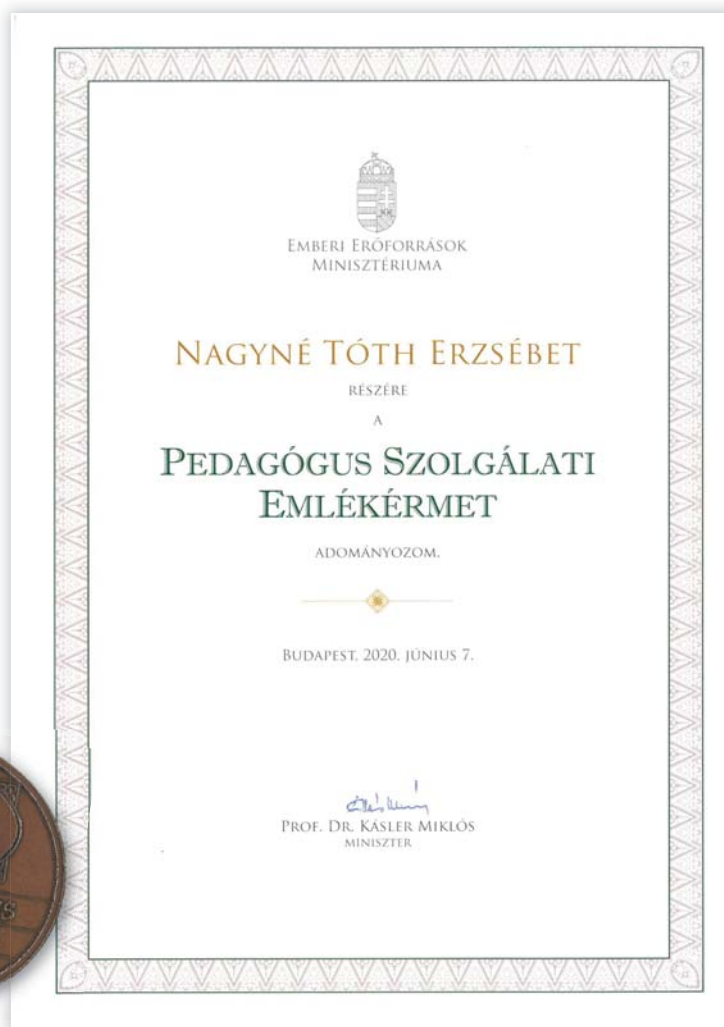 EMBERI ERŐFORRÁSOK
MINISZTÉRIUMA
NAGYNÉ TÓTH ERZSÉBET
RÉSZÉRE
A
PEDAGÓGUS SZOLGÁLATI
EMLÉKÉRMET
ADOMÁNYOZOM.
BUDAPEST, 2020. JÚNIUS 7.
PROF. DR. KÁSLER MIKLÓS
MINISZTER